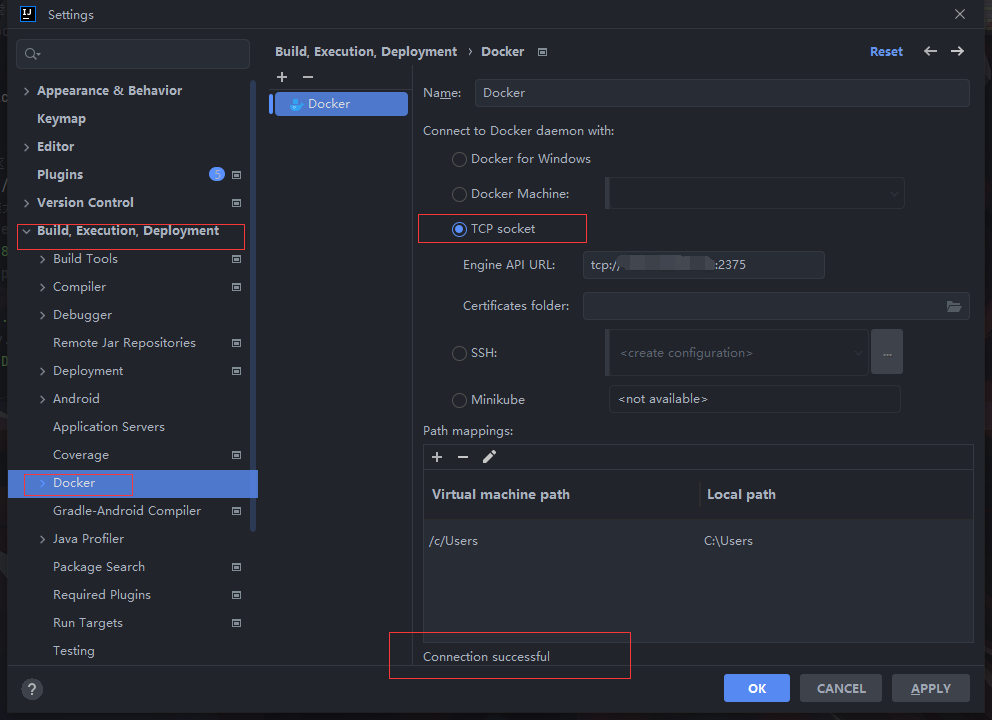 Settings
Build, Execution, Deployment › Docker
Reset
Appearance & Behavior
Keymap
Editor
Plugins
5
Version Control
Build, Execution, Deployment
Build Tools
Compiler
Debugger
Remote Jar Repositories
Deployment
Android
Application Servers
Coverage
Docker
Gradle-Android Compiler
Java Profiler
Package Search
Required Plugins
Run Targets
Testing
Docker
Name: Docker
Connect to Docker daemon with:
Docker for Windows
Docker Machine:
TCP socket
Engine API URL: tcp:// :2375
Certificates folder:
SSH: <create configuration> ...
Minikube <not available>
Path mappings:
Virtual machine path Local path
/c/Users C:\Users
Connection successful
?
OK CANCEL APPLY